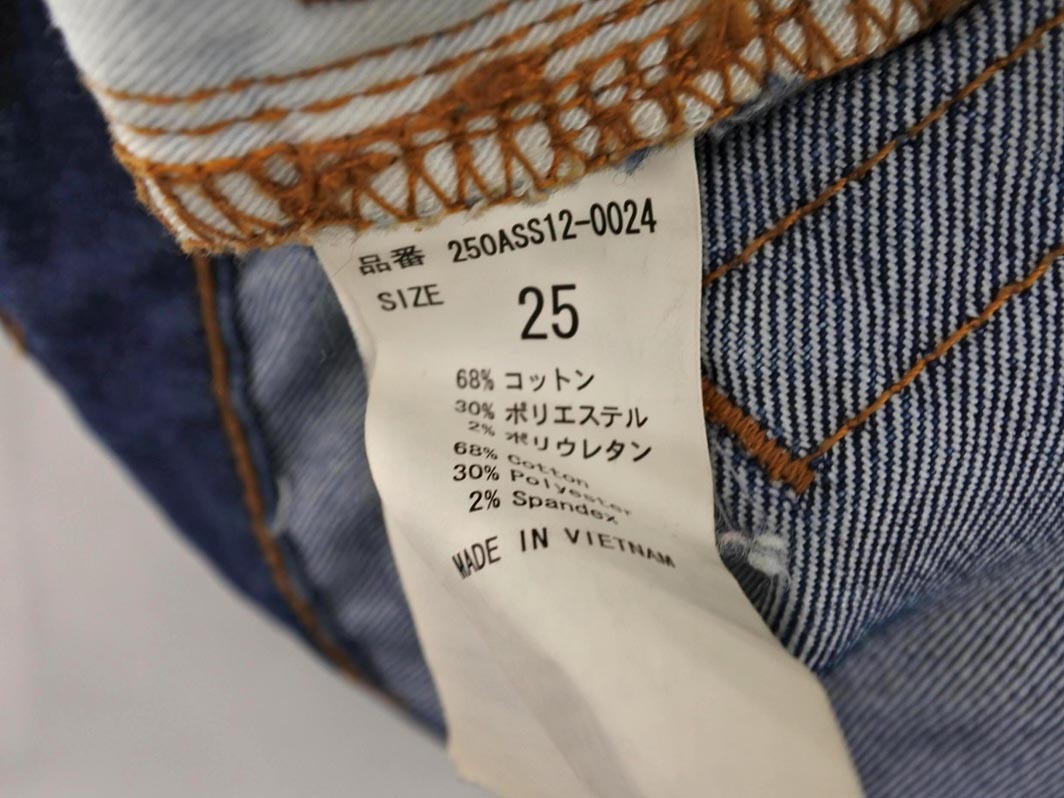 品番 250ASS12-0024
SIZE 25
68% コットン
30% ポリエステル
2% ポリウレタン
68% Cotton
30% Polyester
2% Spandex
MADE IN VIETNAM